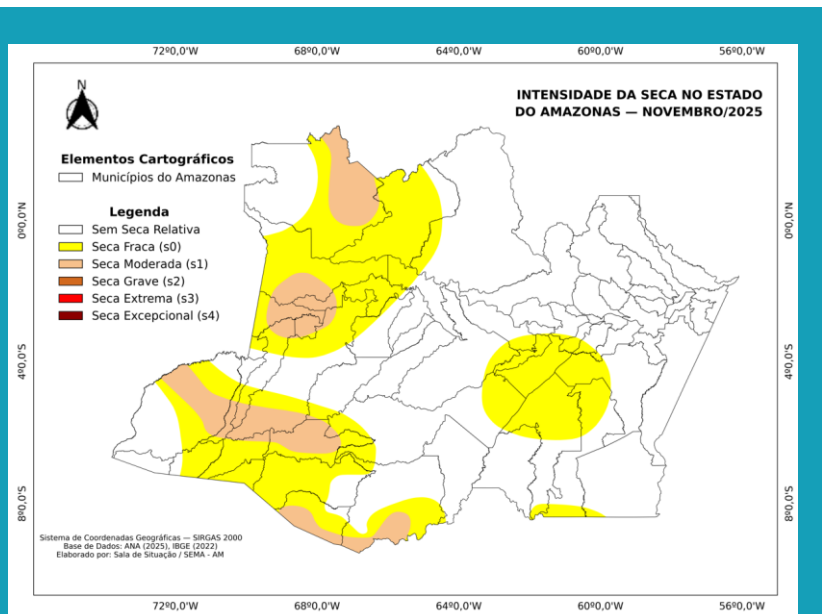 72º0,0'W 68º0,0'W 64º0,0'W 60º0,0'W 56º0,0'W
N
INTENSIDADE DA SECA NO ESTADO
DO AMAZONAS — NOVEMBRO/2025
Elementos Cartográficos
Municípios do Amazonas
Legenda
Sem Seca Relativa
Seca Fraca (s0)
Seca Moderada (s1)
Seca Grave (s2)
Seca Extrema (s3)
Seca Excepcional (s4)
0º0,0'N 0º0,0'N
4º0,0'S 4º0,0'S
8º0,0'S 8º0,0'S
Sistema de Coordenadas Geográficas — SIRGAS 2000
Base de Dados: ANA (2025), IBGE (2022)
Elaborado por: Sala de Situação / SEMA - AM
72º0,0'W 68º0,0'W 64º0,0'W 60º0,0'W 56º0,0'W